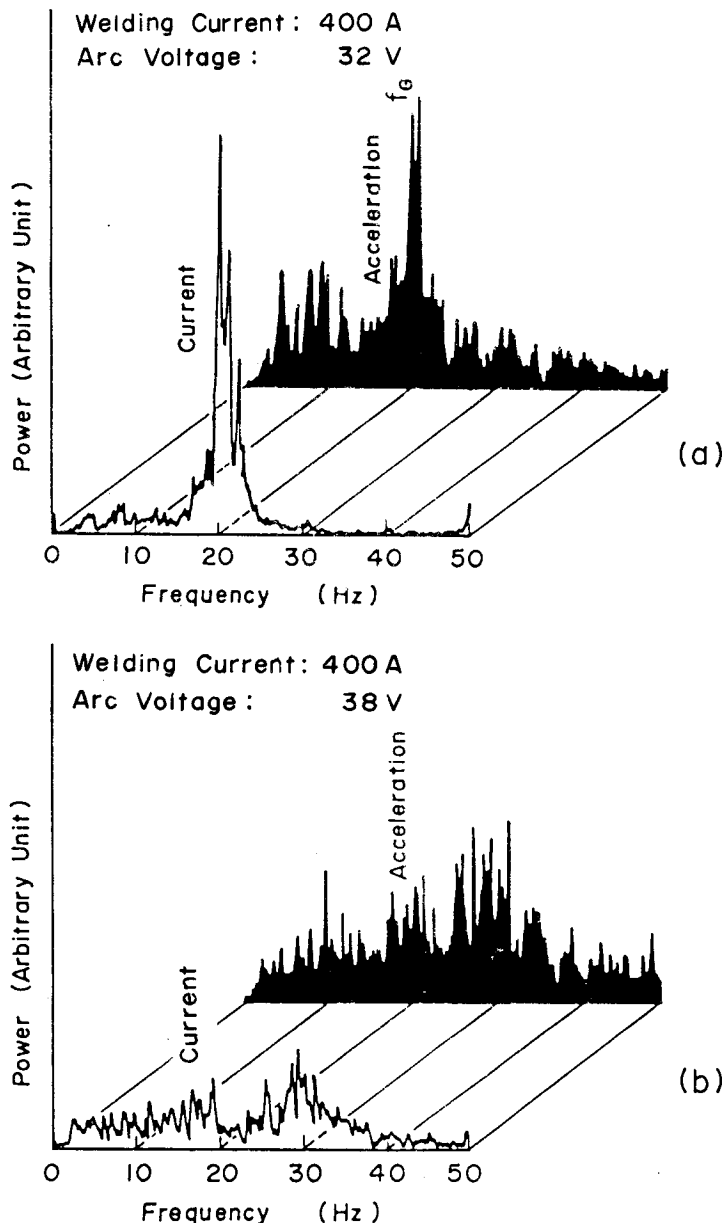 Welding Current: 400 A
Arc Voltage: 32 V
Power (Arbitrary Unit)
Current
Acceleration
fG
(a)
0 10 20 30 40 50
Frequency (Hz)
Welding Current: 400 A
Arc Voltage: 38 V
Power (Arbitrary Unit)
Current
Acceleration
(b)
0 10 20 30 40 50
Frequency (Hz)